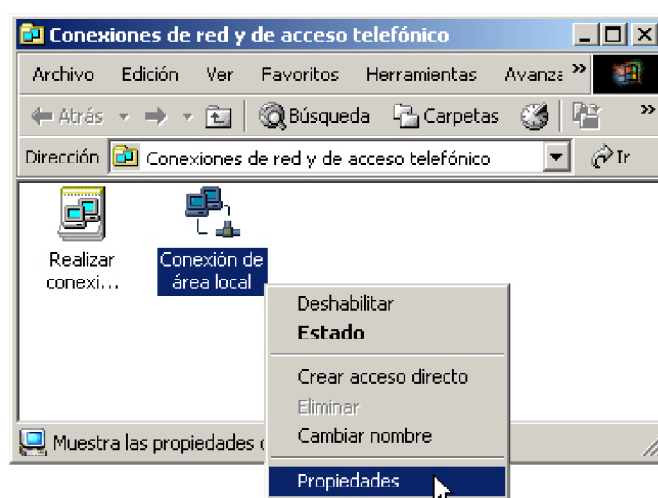 Conexiones de red y de acceso telefónico
Archivo Edición Ver Favoritos Herramientas Avanza »
Atrás Búsqueda Carpetas »
Dirección Conexiones de red y de acceso telefónico Ir
Realizar
conexi...
Conexión de
área local
Deshabilitar
Estado
Crear acceso directo
Eliminar
Cambiar nombre
Propiedades
Muestra las propiedades